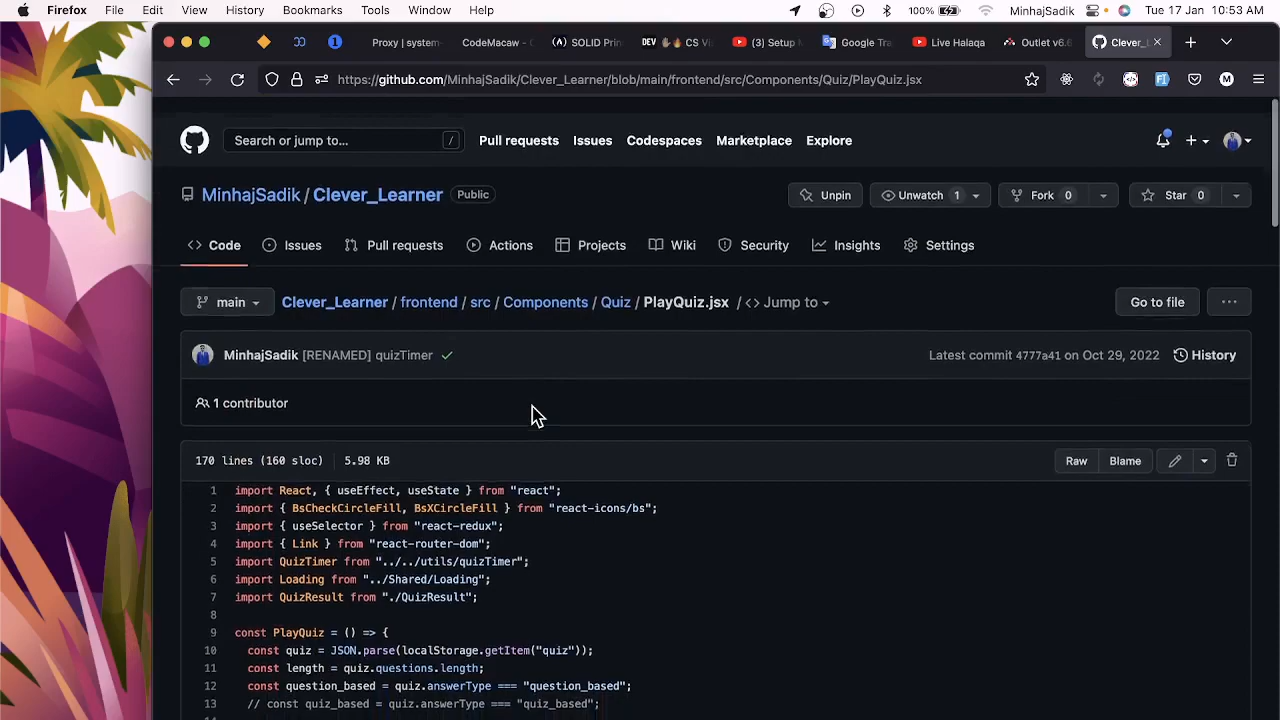 Firefox File Edit View History Bookmarks Tools Window Help 100% MinhajSadik Tue 17 Jan 10:53 AM
Proxy | system- CodeMacaw - SOLID Prin DEV CS Vi (3) Setup Google Tra Live Halaqa Outlet v6.6 Clever_L
https://github.com/MinhajSadik/Clever_Learner/blob/main/frontend/src/Components/Quiz/PlayQuiz.jsx
Search or jump to... / Pull requests Issues Codespaces Marketplace Explore
MinhajSadik / Clever_Learner Public Unpin Unwatch 1 Fork 0 Star 0
Code Issues Pull requests Actions Projects Wiki Security Insights Settings
main Clever_Learner / frontend / src / Components / Quiz / PlayQuiz.jsx / <> Jump to Go to file ...
MinhajSadik [RENAMED] quizTimer Latest commit 4777a41 on Oct 29, 2022 History
1 contributor
170 lines (160 sloc) 5.98 KB Raw Blame
1 import React, { useEffect, useState } from "react";
2 import { BsCheckCircleFill, BsXCircleFill } from "react-icons/bs";
3 import { useSelector } from "react-redux";
4 import { Link } from "react-router-dom";
5 import QuizTimer from "../../utils/quizTimer";
6 import Loading from "../Shared/Loading";
7 import QuizResult from "./QuizResult";
8
9 const PlayQuiz = () => {
10 const quiz = JSON.parse(localStorage.getItem("quiz"));
11 const length = quiz.questions.length;
12 const question_based = quiz.answerType === "question_based";
13 // const quiz_based = quiz.answerType === "quiz_based";